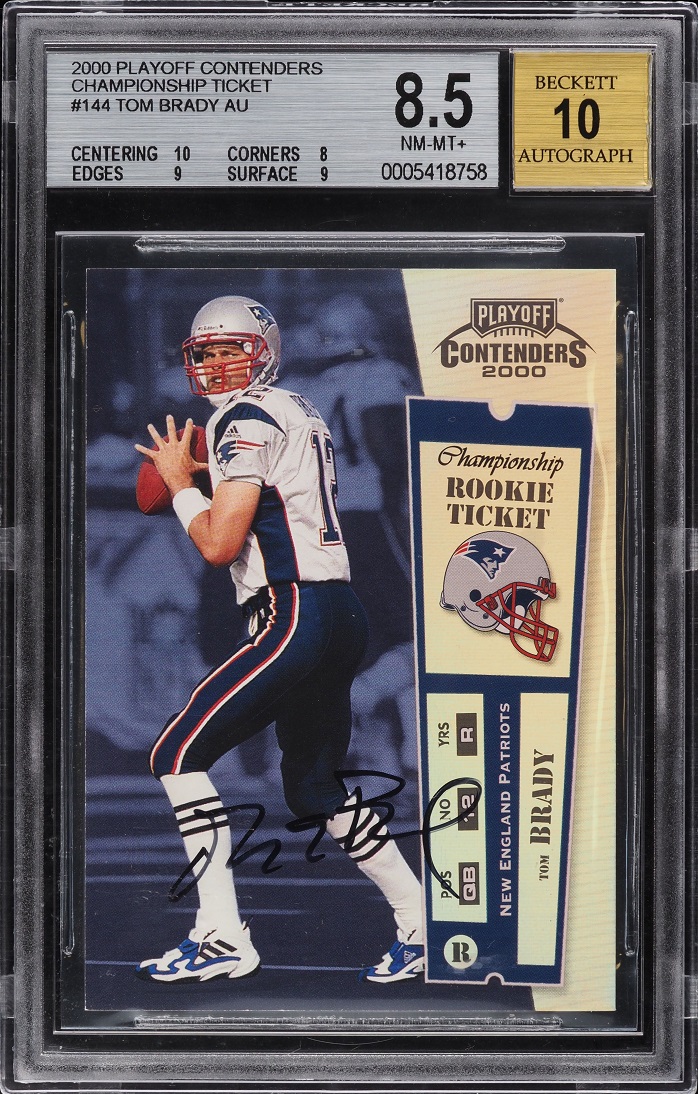 2000 PLAYOFF CONTENDERS
CHAMPIONSHIP TICKET
#144 TOM BRADY AU
CENTERING 10 CORNERS 8
EDGES 9 SURFACE 9
8.5
NM-MT+
0005418758
BECKETT
10
AUTOGRAPH
PLAYOFF®
CONTENDERS
2000
Championship
ROOKIE
TICKET
YRS R
NO 12
POS QB
NEW ENGLAND PATRIOTS
TOM BRADY
R
12
adidas